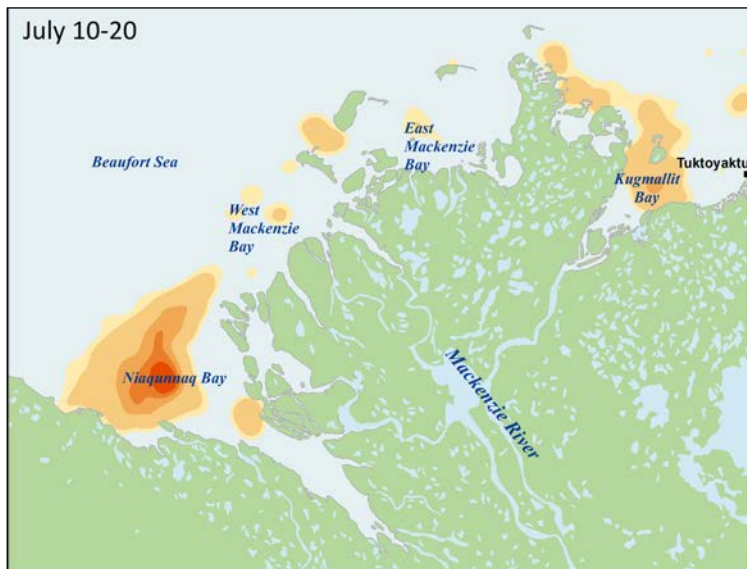 July 10-20
Beaufort Sea
East
Mackenzie
Bay
Tuktoyaktu
Kugmallit
Bay
West
Mackenzie
Bay
Niaqunnaq Bay
Mackenzie River